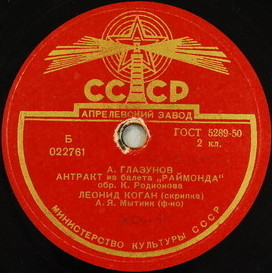 СССР
АПРЕЛЕВСКИЙ ЗАВОД
Б
022761
ГОСТ 5289-50
2 кл.
А. ГЛАЗУНОВ
АНТРАКТ из балета „РАЙМОНДА"
обр. К. Родионова
ЛЕОНИД КОГАН (скрипка)
А. Я. Мытник (ф-но)
МИНИСТЕРСТВО КУЛЬТУРЫ СССР